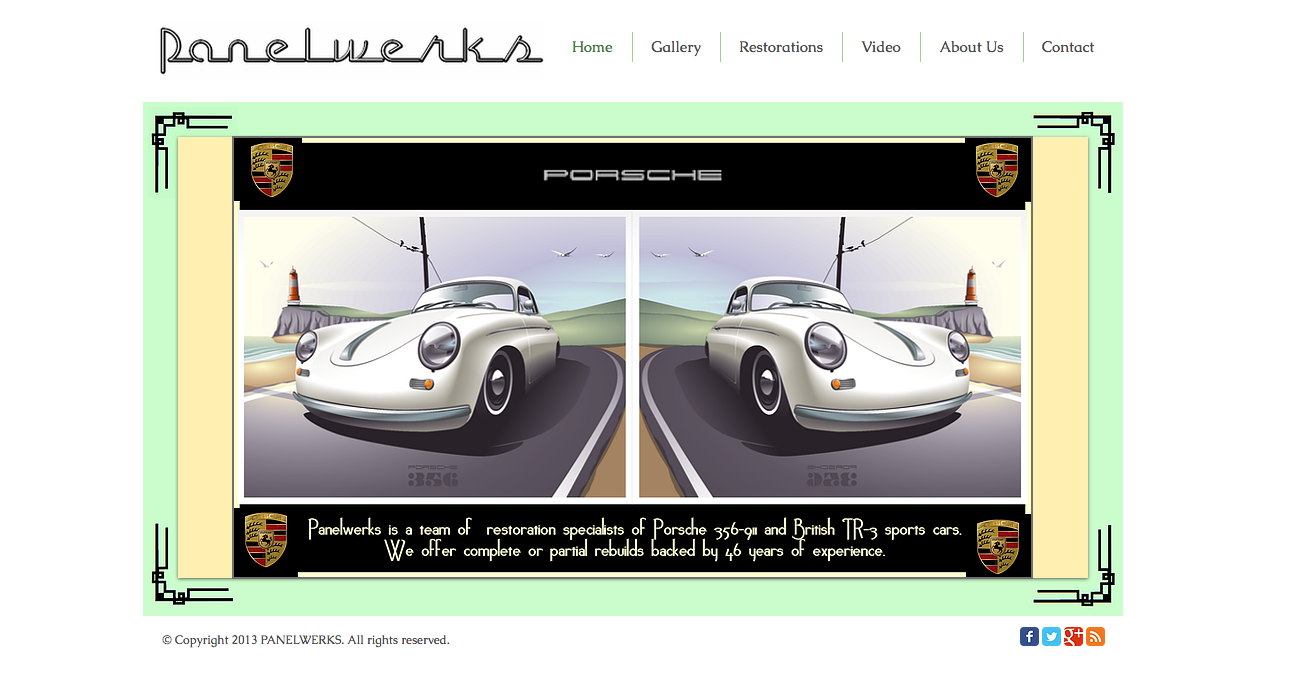 Panelwerks
Home
Gallery
Restorations
Video
About Us
Contact
PORSCHE
PORSCHE
356
PORSCHE
356
Panelwerks is a team of restoration specialists of Porsche 356-911 and British TR-3 sports cars.
We offer complete or partial rebuilds backed by 46 years of experience.
© Copyright 2013 PANELWERKS. All rights reserved.